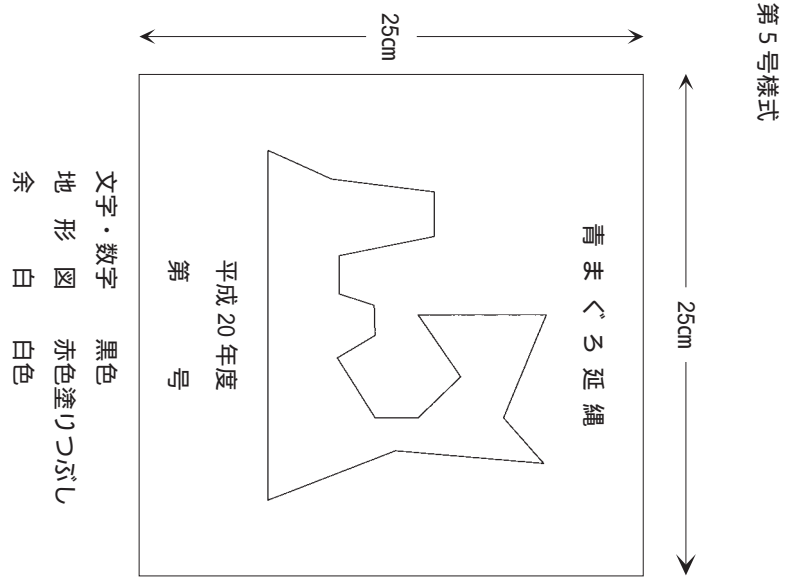 第5号様式
25cm
25cm
青まぐろ延縄
平成20年度
第　　号
文字・数字　黒色
地形図　赤色塗りつぶし
余白　白色